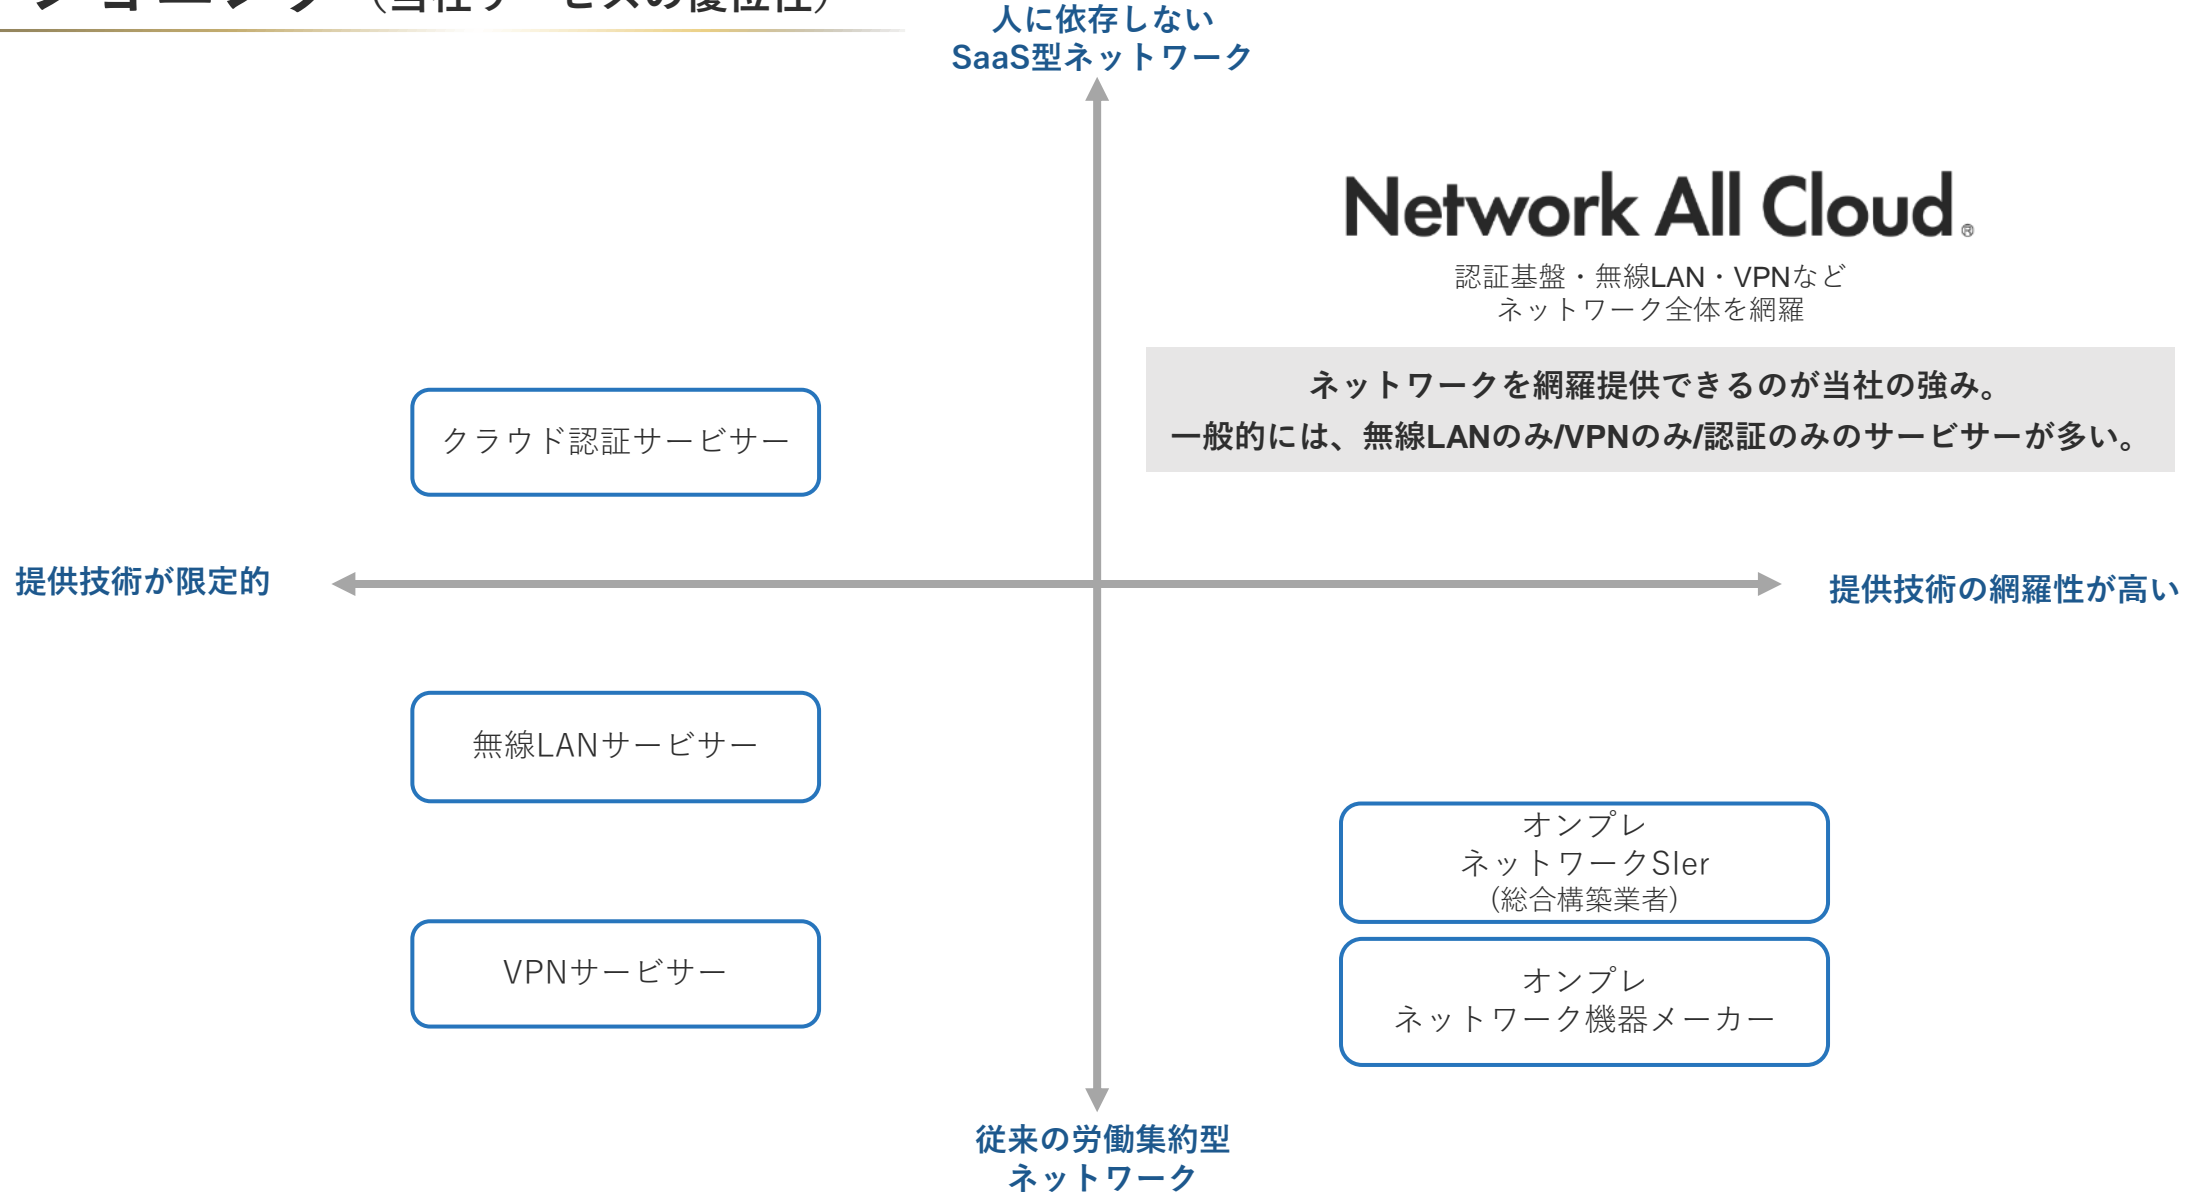 （当社サービスの優位性）
人に依存しない
SaaS型ネットワーク
Network All Cloud®
認証基盤・無線LAN・VPNなど
ネットワーク全体を網羅
ネットワークを網羅提供できるのが当社の強み。
一般的には、無線LANのみ/VPNのみ/認証のみのサービサーが多い。
クラウド認証サービサー
提供技術が限定的
提供技術の網羅性が高い
無線LANサービサー
VPNサービサー
オンプレ
ネットワークSIer
（総合構築業者）
オンプレ
ネットワーク機器メーカー
従来の労働集約型
ネットワーク